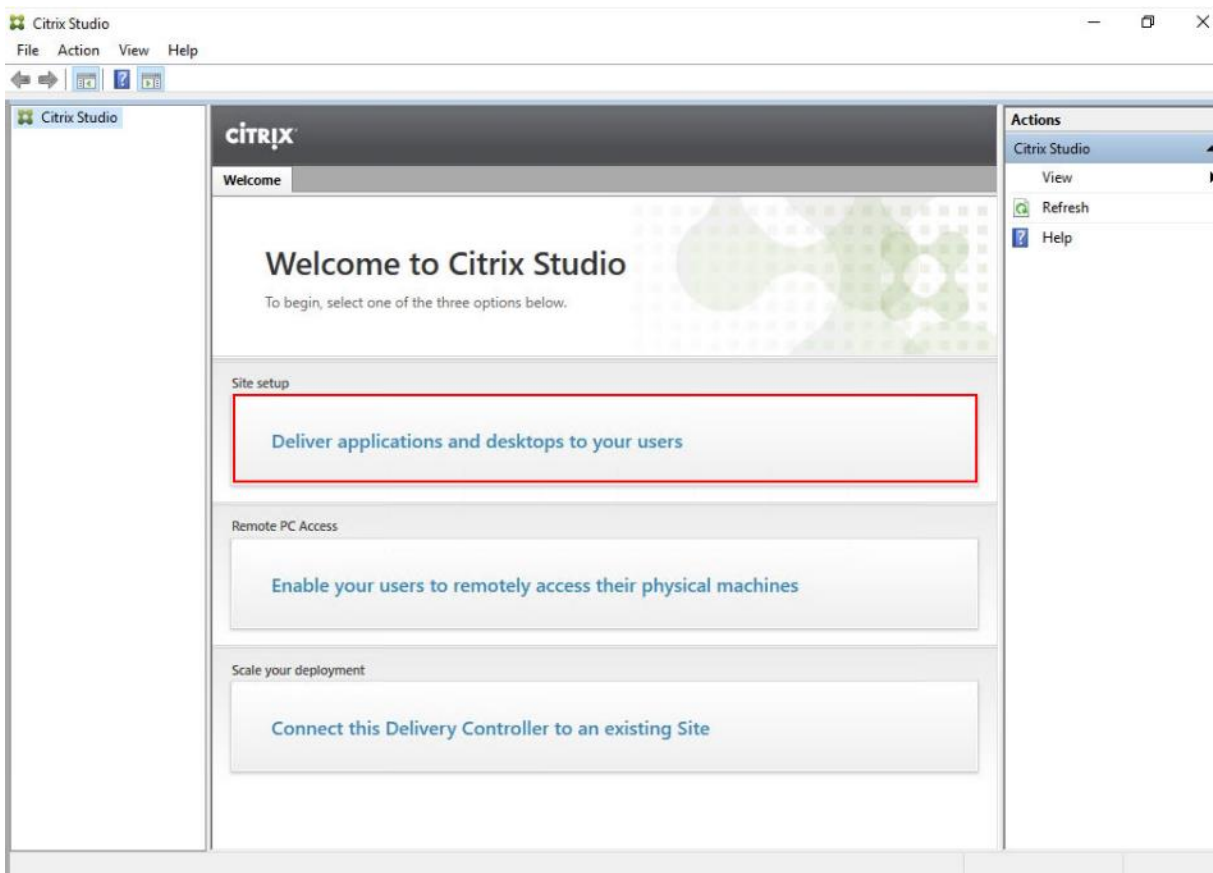 Citrix Studio
File Action View Help
Citrix Studio
CİTRIX
Welcome
Welcome to Citrix Studio
To begin, select one of the three options below.
Site setup
Deliver applications and desktops to your users
Remote PC Access
Enable your users to remotely access their physical machines
Scale your deployment
Connect this Delivery Controller to an existing Site
Actions
Citrix Studio
View
Refresh
Help